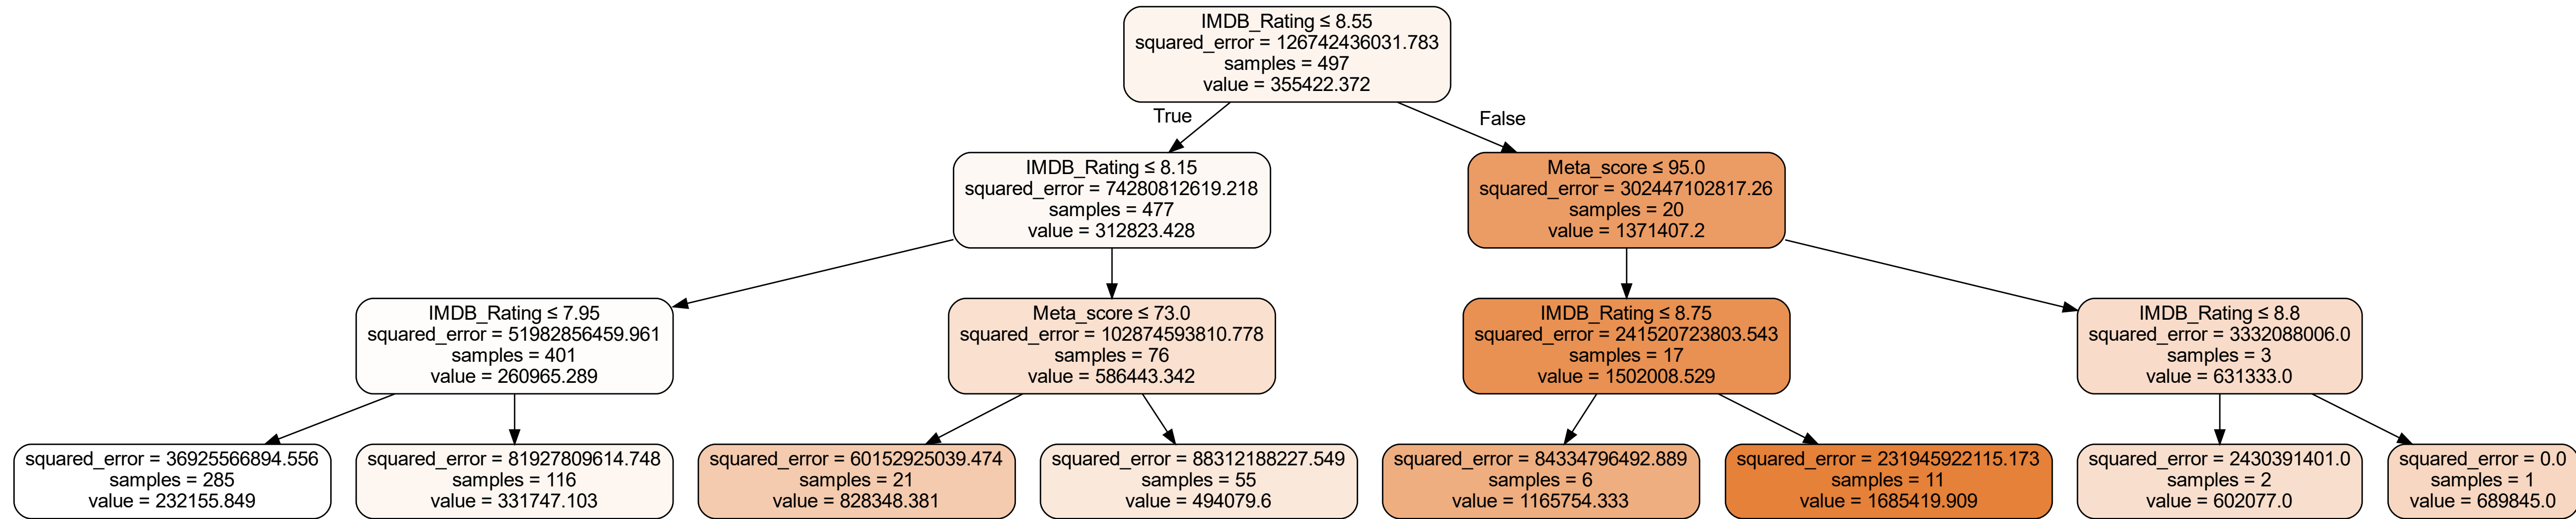 IMDB_Rating ≤ 8.55
squared_error = 126742436031.783
samples = 497
value = 355422.372
True
False
IMDB_Rating ≤ 8.15
squared_error = 74280812619.218
samples = 477
value = 312823.428
Meta_score ≤ 95.0
squared_error = 302447102817.26
samples = 20
value = 1371407.2
IMDB_Rating ≤ 7.95
squared_error = 51982856459.961
samples = 401
value = 260965.289
Meta_score ≤ 73.0
squared_error = 102874593810.778
samples = 76
value = 586443.342
IMDB_Rating ≤ 8.75
squared_error = 241520723803.543
samples = 17
value = 1502008.529
IMDB_Rating ≤ 8.8
squared_error = 3332088006.0
samples = 3
value = 631333.0
squared_error = 36925566894.556
samples = 285
value = 232155.849
squared_error = 81927809614.748
samples = 116
value = 331747.103
squared_error = 60152925039.474
samples = 21
value = 828348.381
squared_error = 88312188227.549
samples = 55
value = 494079.6
squared_error = 84334796492.889
samples = 6
value = 1165754.333
squared_error = 231945922115.173
samples = 11
value = 1685419.909
squared_error = 2430391401.0
samples = 2
value = 602077.0
squared_error = 0.0
samples = 1
value = 689845.0